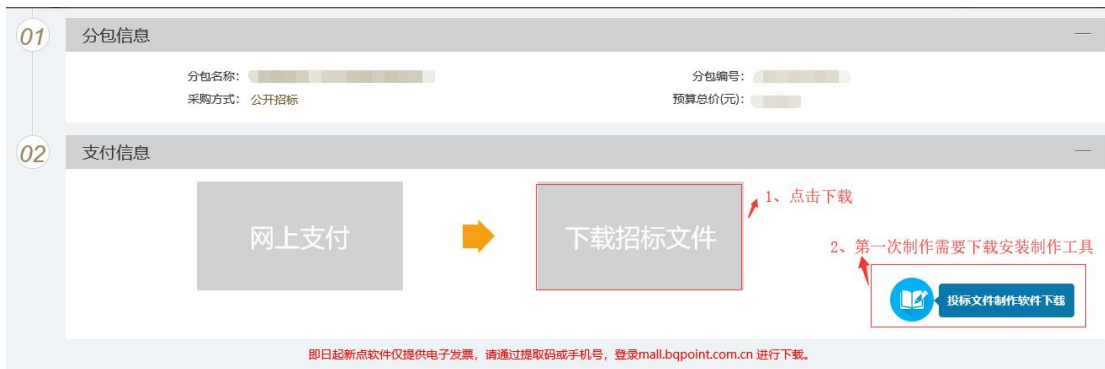 01 分包信息
分包名称: 分包编号:
采购方式: 公开招标 预算总价(元):
02 支付信息
网上支付 下载招标文件
1、点击下载
2、第一次制作需要下载安装制作工具
投标文件制作软件下载
即日起新点软件仅提供电子发票，请通过提取码或手机号，登录mall.bqpoint.com.cn 进行下载。